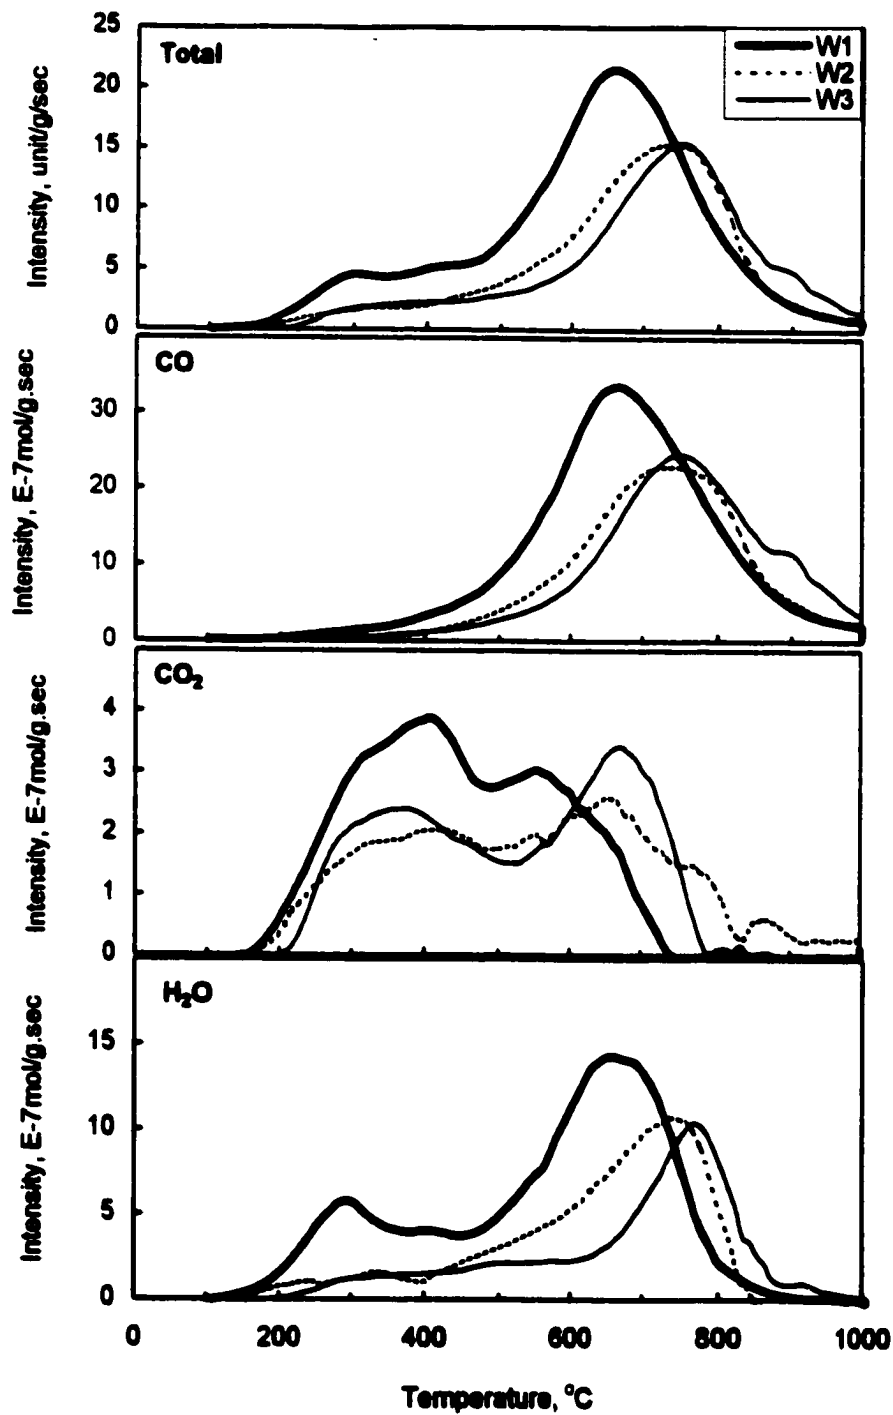 25
Total
W1
W2
W3
20
15
10
5
0
Intensity, unit/g/sec
CO
30
20
10
0
Intensity, E-7mol/g.sec
CO₂
4
3
2
1
0
Intensity, E-7mol/g.sec
H₂O
15
10
5
0
Intensity, E-7mol/g.sec
0 200 400 600 800 1000
Temperature, °C